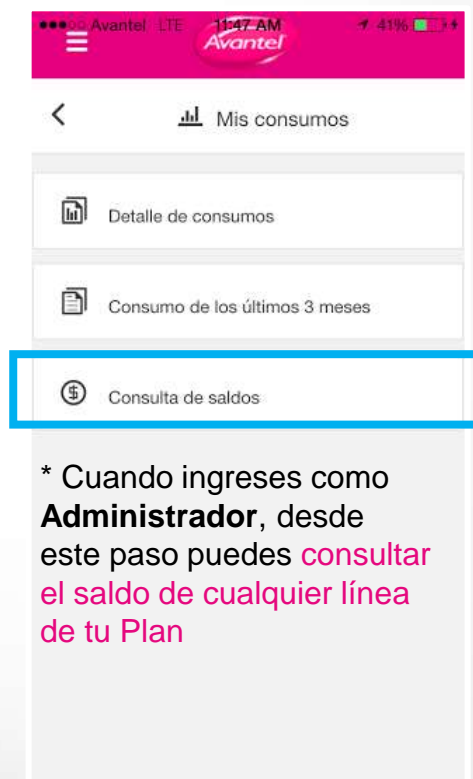 Avantel LTE 11:47 AM 41%
Avantel
Mis consumos
Detalle de consumos
Consumo de los últimos 3 meses
Consulta de saldos
* Cuando ingreses como
Administrador, desde
este paso puedes consultar
el saldo de cualquier línea
de tu Plan